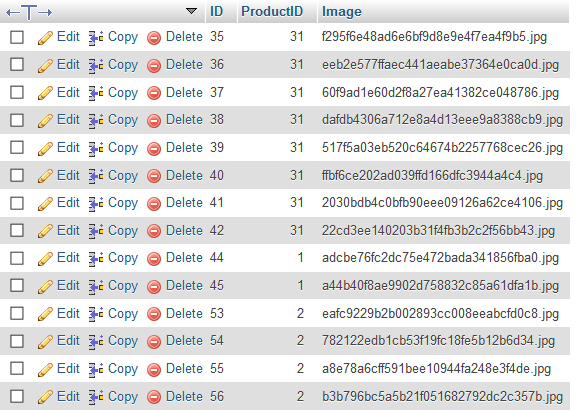 ID ProductID Image
Edit Copy Delete 35 31 f295f6e48ad6e6bf9d8e9e4f7ea4f9b5.jpg
Edit Copy Delete 36 31 eeb2e577ffaec441aeabe37364e0ca0d.jpg
Edit Copy Delete 37 31 60f9ad1e60d2f8a27ea41382ce048786.jpg
Edit Copy Delete 38 31 dafdb4306a712e8a4d13eee9a8388cb9.jpg
Edit Copy Delete 39 31 517f5a03eb520c64674b2257768cec26.jpg
Edit Copy Delete 40 31 ffbf6ce202ad039ffd166dfc3944a4c4.jpg
Edit Copy Delete 41 31 2030bdb4c0bfb90eee09126a62ce4106.jpg
Edit Copy Delete 42 31 22cd3ee140203b31f4fb3b2c2f56bb43.jpg
Edit Copy Delete 44 1 adcbe76fc2dc75e472bada341856fba0.jpg
Edit Copy Delete 45 1 a44b40f8ae9902d758832c85a61dfa1b.jpg
Edit Copy Delete 53 2 eafc9229b2b002893cc008eeabcfd0c8.jpg
Edit Copy Delete 54 2 782122edb1cb53f19fc18fe5b12b6d34.jpg
Edit Copy Delete 55 2 a8e78a6cff591bee10944fa248e3f4de.jpg
Edit Copy Delete 56 2 b3b796bc5a5b21f051682792dc2c357b.jpg